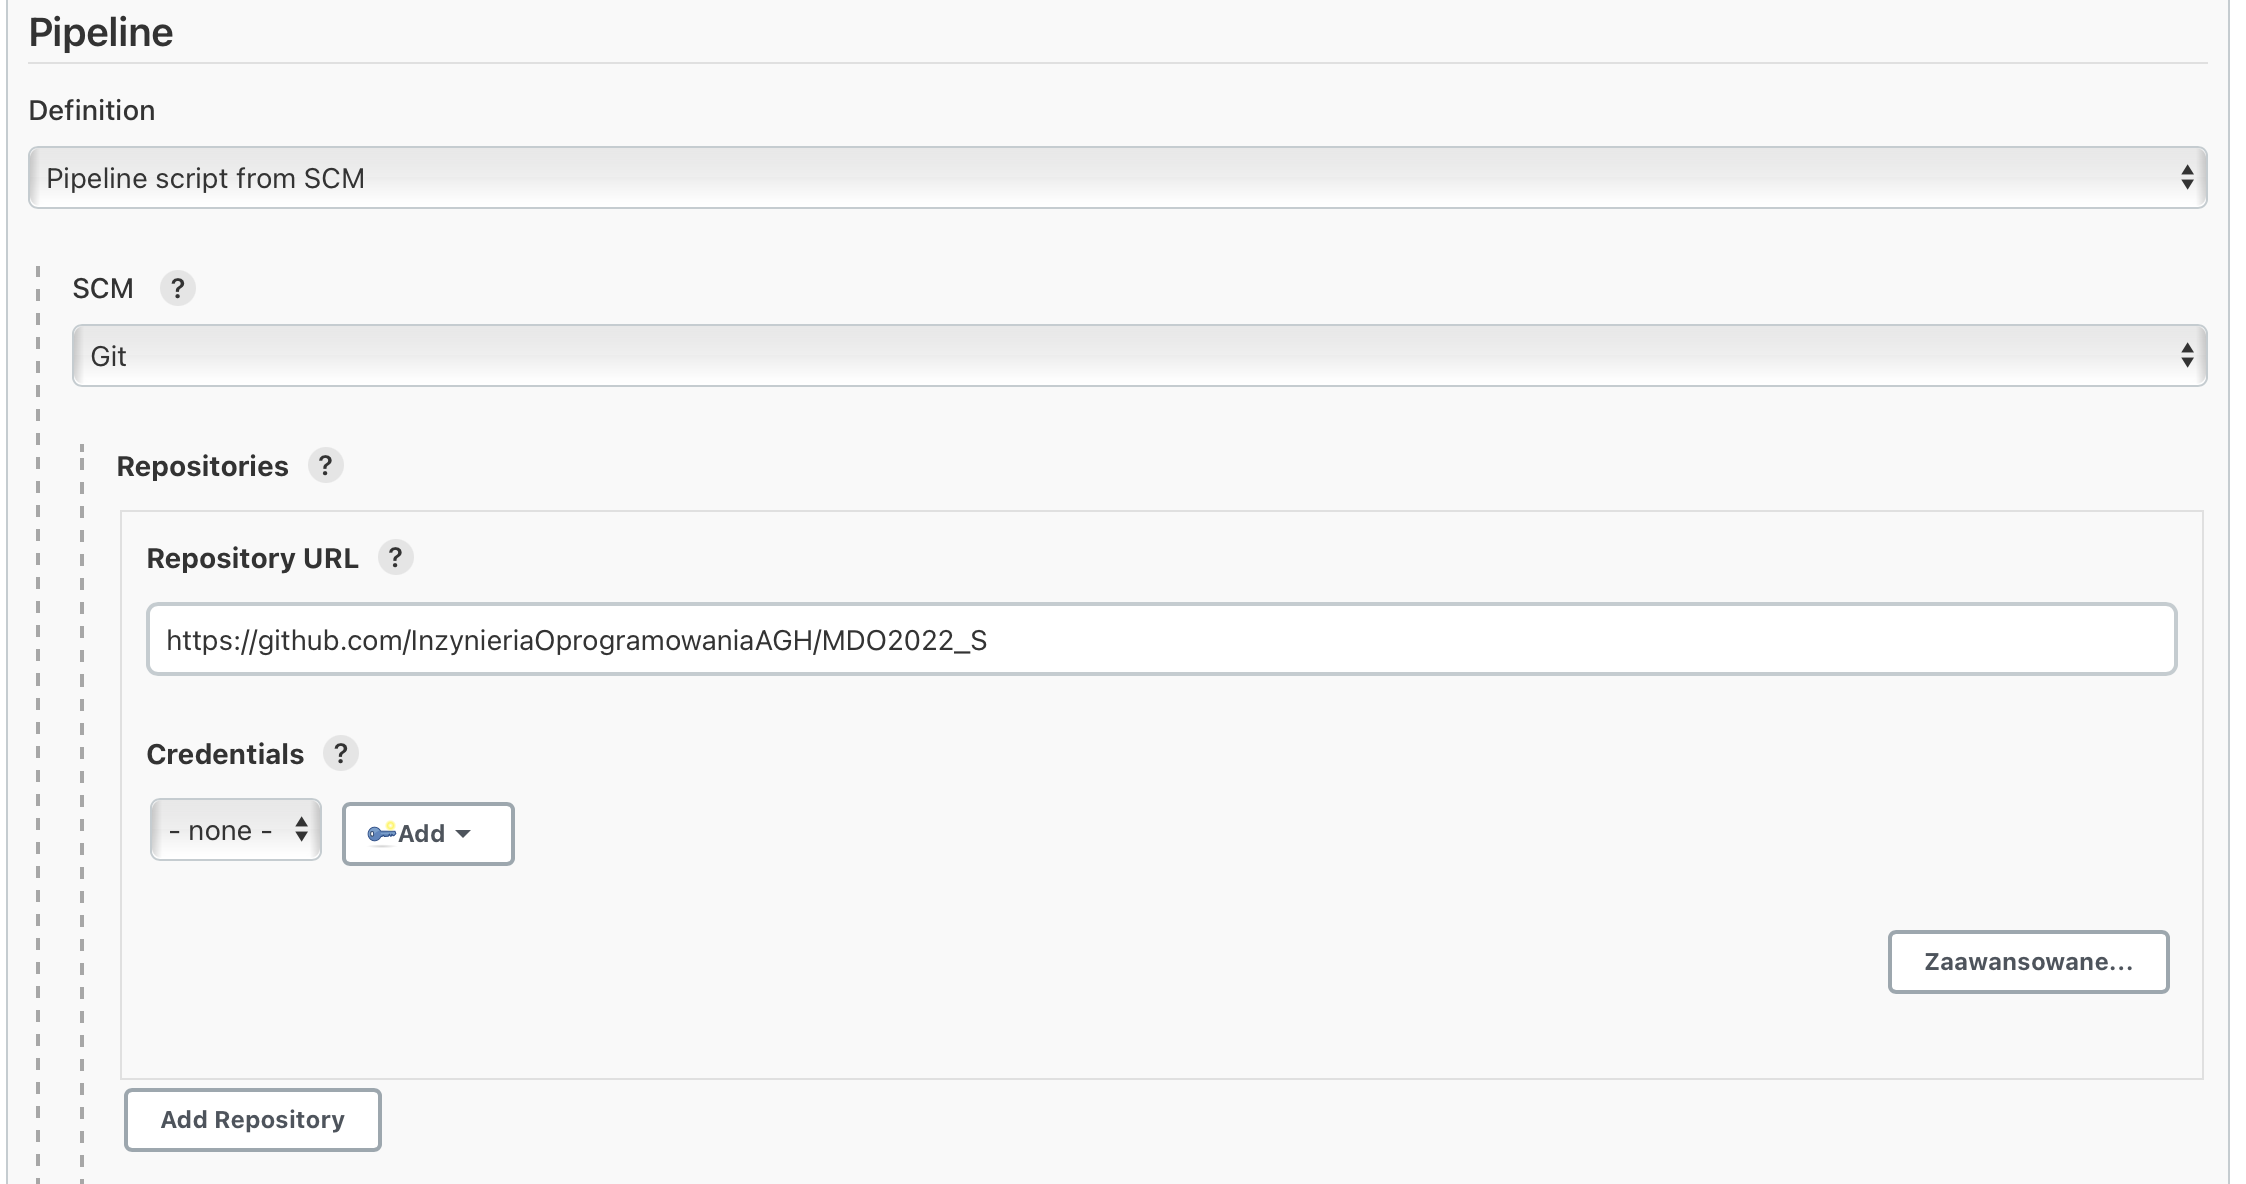 Pipeline
Definition
Pipeline script from SCM
SCM ?
Git
Repositories ?
Repository URL ?
https://github.com/InzynieriaOprogramowaniaAGH/MDO2022_S
Credentials ?
- none - Add
Zaawansowane...
Add Repository